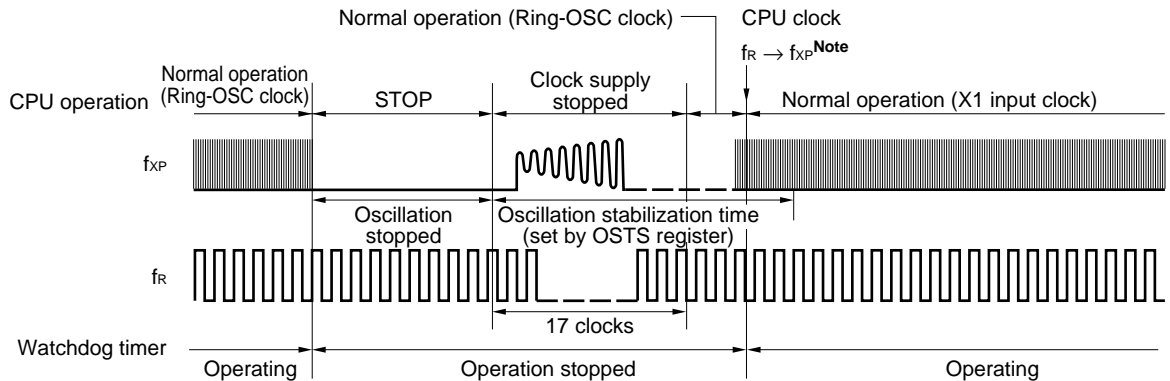 Normal operation (Ring-OSC clock)
CPU clock
fR → fXPNote
Normal operation
(Ring-OSC clock)
CPU operation
STOP
Clock supply
stopped
Normal operation (X1 input clock)
fXP
Oscillation
stopped
Oscillation stabilization time
(set by OSTS register)
fR
17 clocks
Watchdog timer
Operating
Operation stopped
Operating